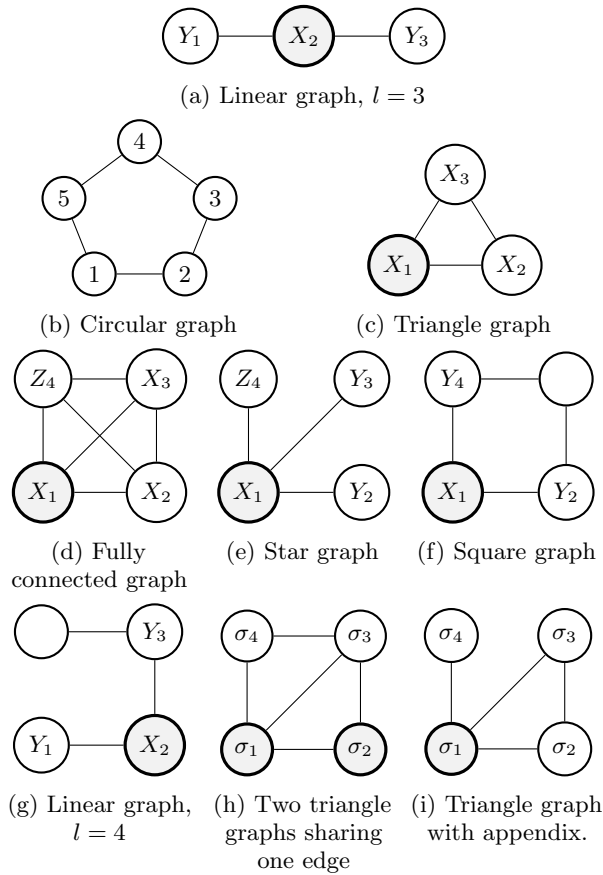 Y₁ X₂ Y₃
(a) Linear graph, l = 3
4
5 3
1 2
(b) Circular graph
X₃
X₁ X₂
(c) Triangle graph
Z₄ X₃
X₁ X₂
(d) Fully
connected graph
Z₄ Y₃
X₁ Y₂
(e) Star graph
Y₄
X₁ Y₂
(f) Square graph
Y₃
Y₁ X₂
(g) Linear graph,
l = 4
σ₄ σ₃
σ₁ σ₂
(h) Two triangle
graphs sharing
one edge
σ₄ σ₃
σ₁ σ₂
(i) Triangle graph
with appendix.